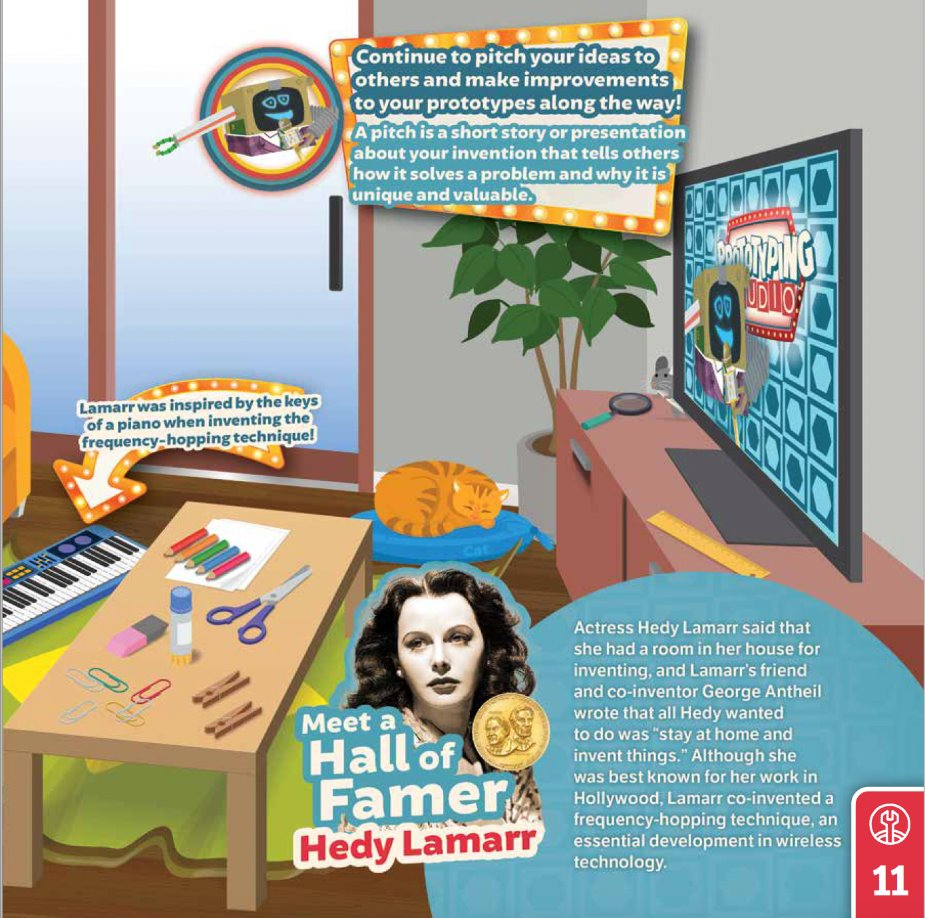 Continue to pitch your ideas to
others and make improvements
to your prototypes along the way!
A pitch is a short story or presentation
about your invention that tells others
how it solves a problem and why it is
unique and valuable.
PROTOTYPING
UDIO
Lamarr was inspired by the keys
of a piano when inventing the
frequency-hopping technique!
Cat
Meet a
Hall of
Famer
Hedy Lamarr
Actress Hedy Lamarr said that
she had a room in her house for
inventing, and Lamarr's friend
and co-inventor George Antheil
wrote that all Hedy wanted
to do was "stay at home and
invent things." Although she
was best known for her work in
Hollywood, Lamarr co-invented a
frequency-hopping technique, an
essential development in wireless
technology.
11